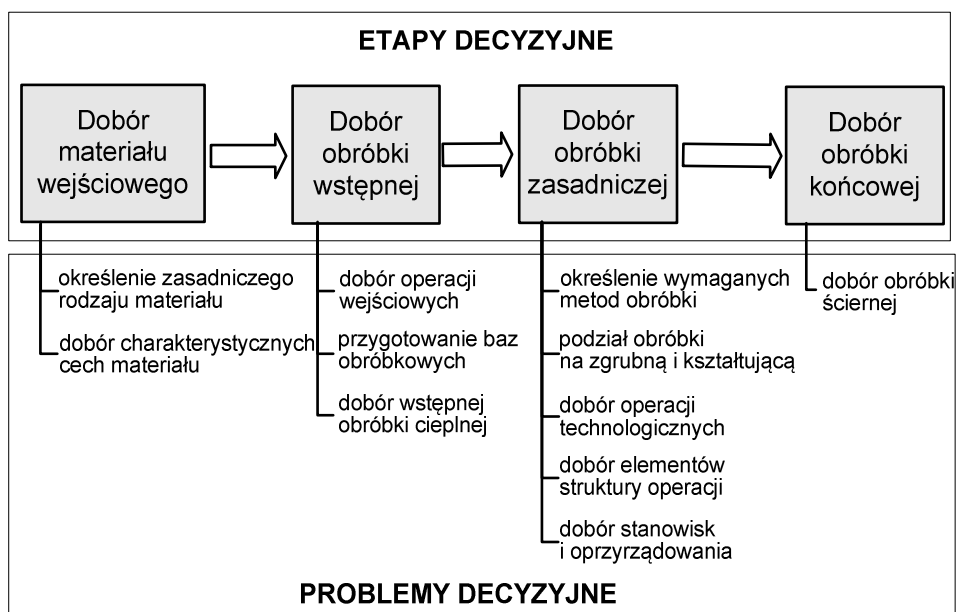 ETAPY DECYZYJNE
Dobór
materiału
wejściowego
Dobór
obróbki
wstępnej
Dobór
obróbki
zasadniczej
Dobór
obróbki
końcowej
określenie zasadniczego
rodzaju materiału
dobór charakterystycznych
cech materiału
dobór operacji
wejściowych
przygotowanie baz
obróbkowych
dobór wstępnej
obróbki cieplnej
określenie wymaganych
metod obróbki
podział obróbki
na zgrubną i kształtującą
dobór operacji
technologicznych
dobór elementów
struktury operacji
dobór stanowisk
i oprzyrządowania
dobór obróbki
ściernej
PROBLEMY DECYZYJNE